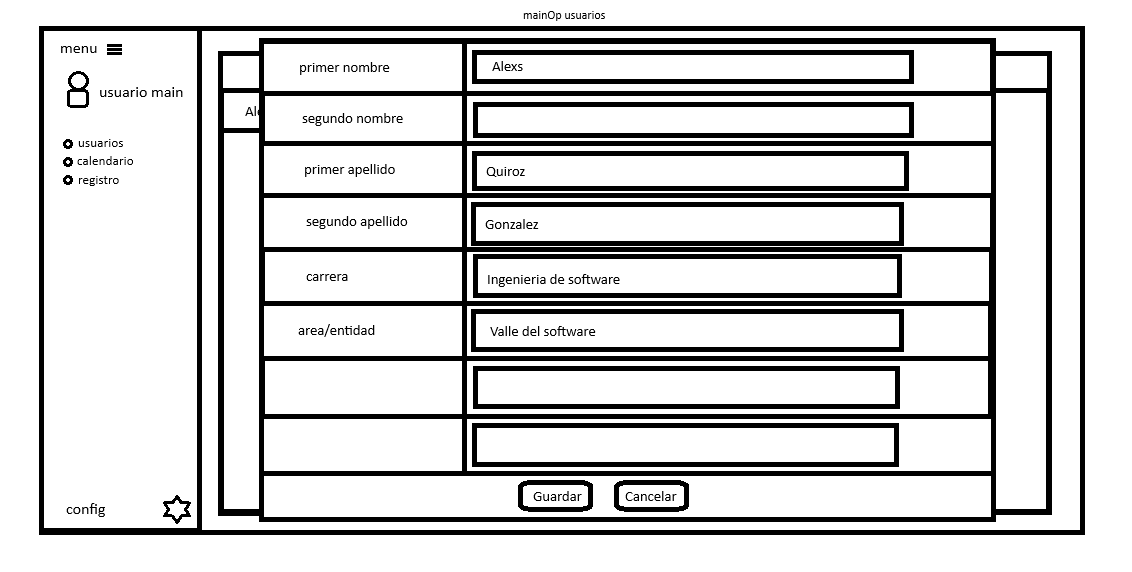 mainOp usuarios
menu
usuario main
usuarios
calendario
registro
config
primer nombre
Alexs
segundo nombre
primer apellido
Quiroz
segundo apellido
Gonzalez
carrera
Ingenieria de software
area/entidad
Valle del software
Guardar
Cancelar